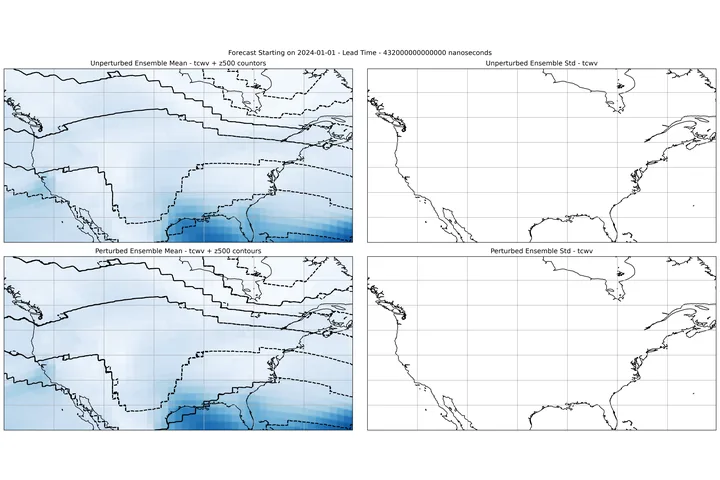 Forecast Starting on 2024-01-01 - Lead Time - 432000000000000 nanoseconds
Unperturbed Ensemble Mean - tcwv + z500 countors
Unperturbed Ensemble Std - tcwv
Perturbed Ensemble Mean - tcwv + z500 contours
Perturbed Ensemble Std - tcwv